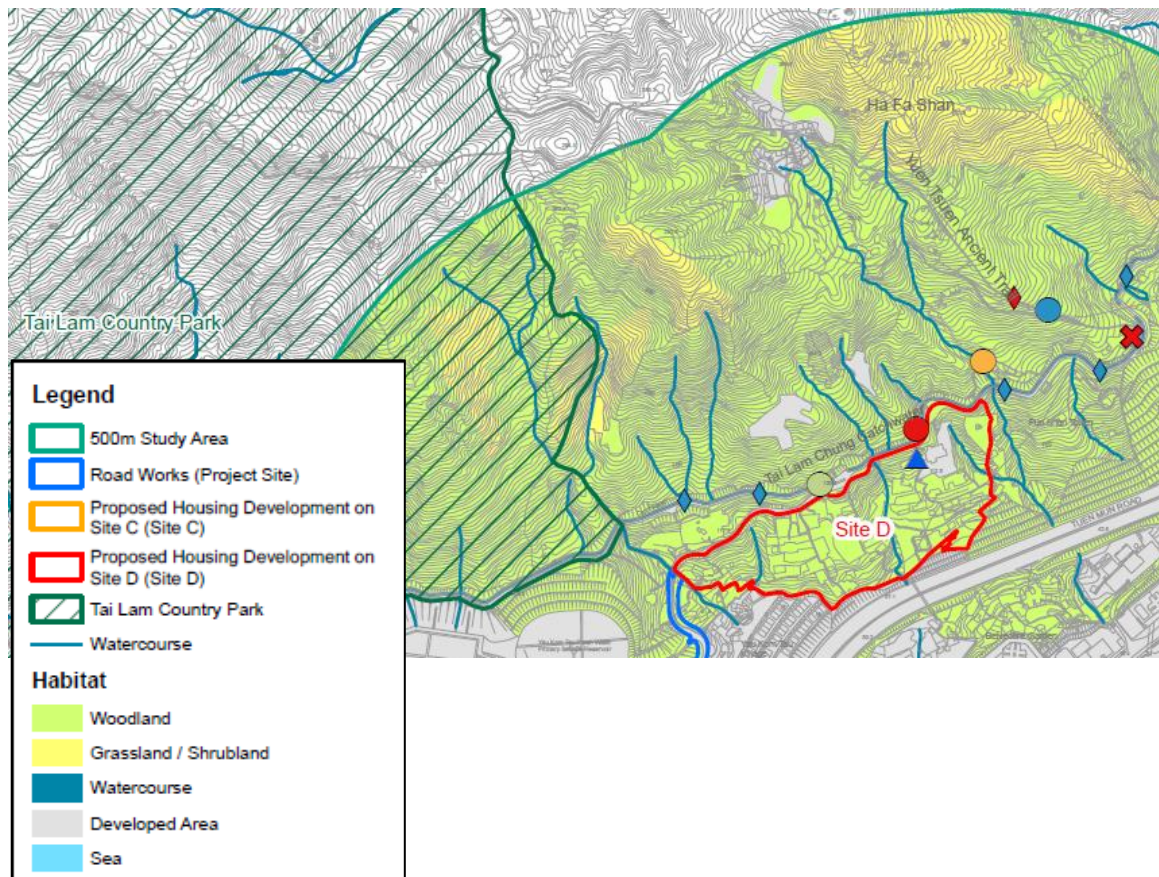 Ha Fa Shan
Yuen Tsuen Ancient Tra
Tai Lam Country Park
Tai Lam Chung Catchwater
Site D
TUEN MUN ROAD
Legend
500m Study Area
Road Works (Project Site)
Proposed Housing Development on
Site C (Site C)
Proposed Housing Development on
Site D (Site D)
Tai Lam Country Park
Watercourse
Habitat
Woodland
Grassland / Shrubland
Watercourse
Developed Area
Sea